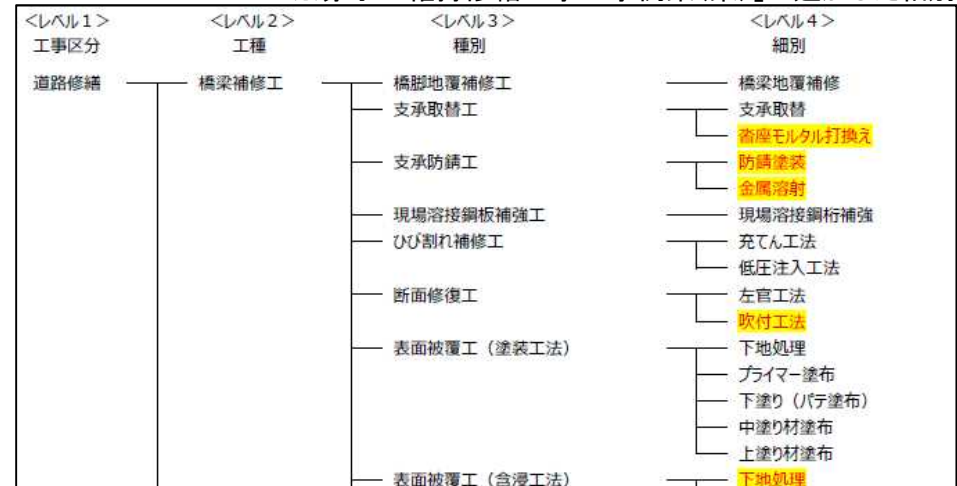 <レベル1> <レベル2> <レベル3> <レベル4>
工事区分 工種 種別 細別
道路修繕 橋梁補修工 橋脚地覆補修工 橋梁地覆補修
支承取替工 支承取替
沓座モルタル打換え
支承防錆工 防錆塗装
金属溶射
現場溶接鋼板補強工 現場溶接鋼桁補強
ひび割れ補修工 充てん工法
低圧注入工法
断面修復工 左官工法
吹付工法
表面被覆工(塗装工法) 下地処理
プライマー塗布
下塗り(パテ塗布)
中塗り材塗布
上塗り材塗布
表面被覆工(含浸工法) 下地処理